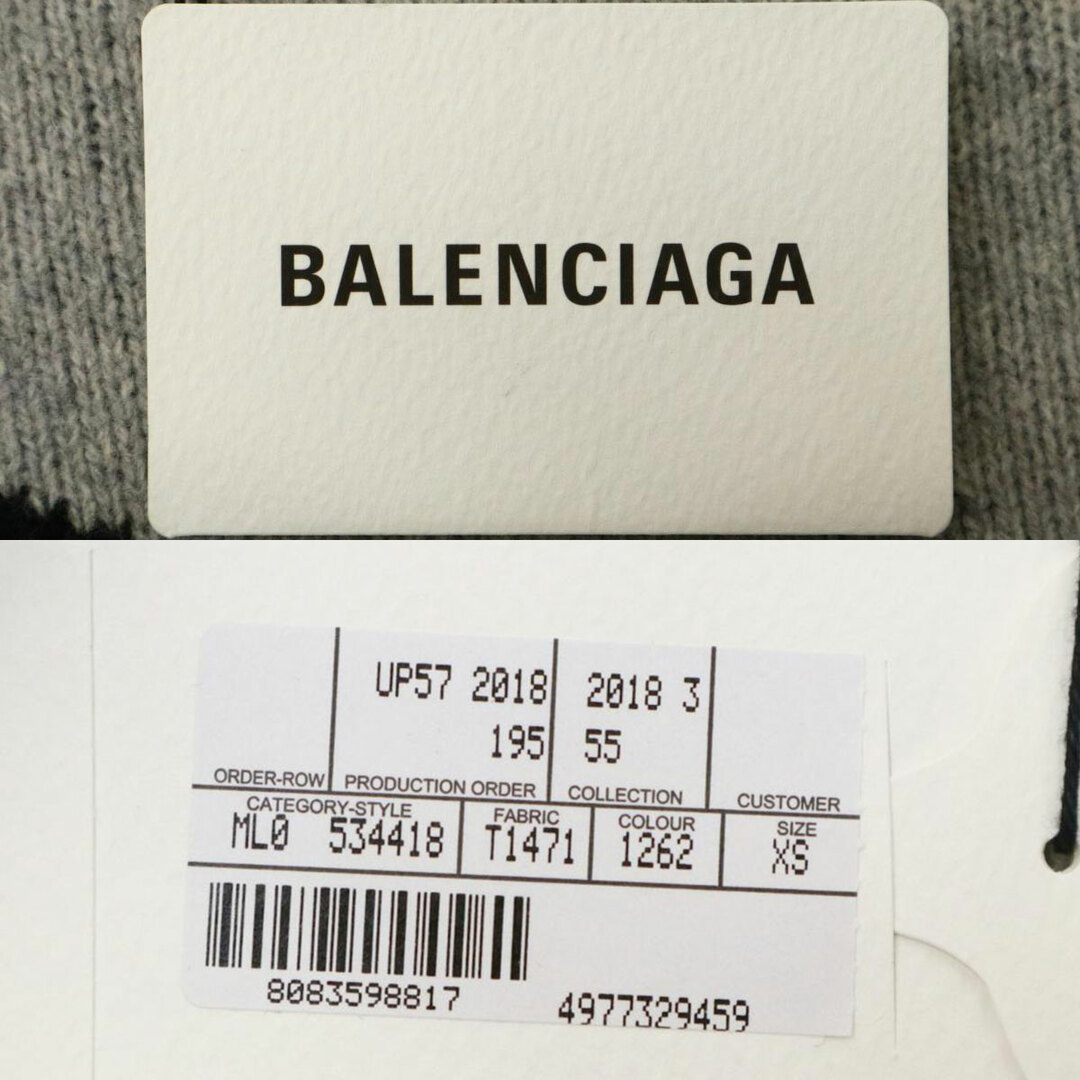 BALENCIAGA
UP57 2018
195
2018 3
55
ORDER-ROW
PRODUCTION ORDER
COLLECTION
CUSTOMER
CATEGORY-STYLE
ML0 534418
FABRIC
T1471
COLOUR
1262
SIZE
XS
8083598817
4977329459